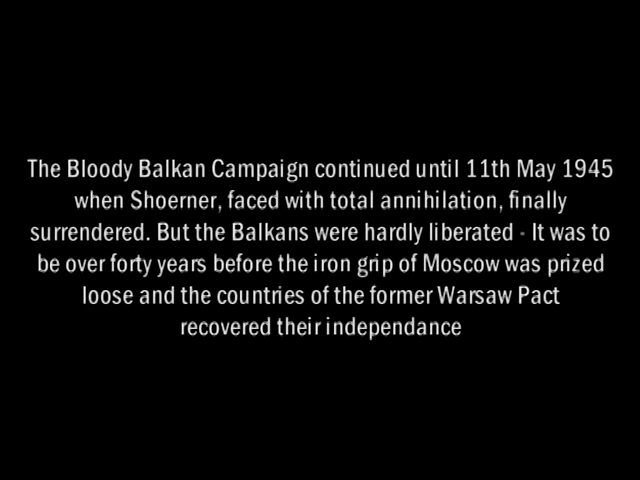 The Bloody Balkan Campaign continued until 11th May 1945
when Shoerner, faced with total annihilation, finally
surrendered. But the Balkans were hardly liberated - It was to
be over forty years before the iron grip of Moscow was prized
loose and the countries of the former Warsaw Pact
recovered their independance